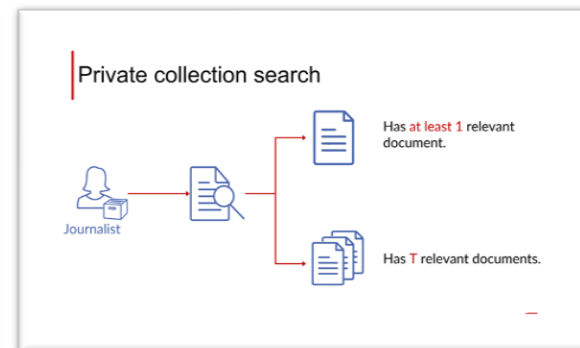 Private collection search
Has at least 1 relevant
document.
Journalist
Has T relevant documents.